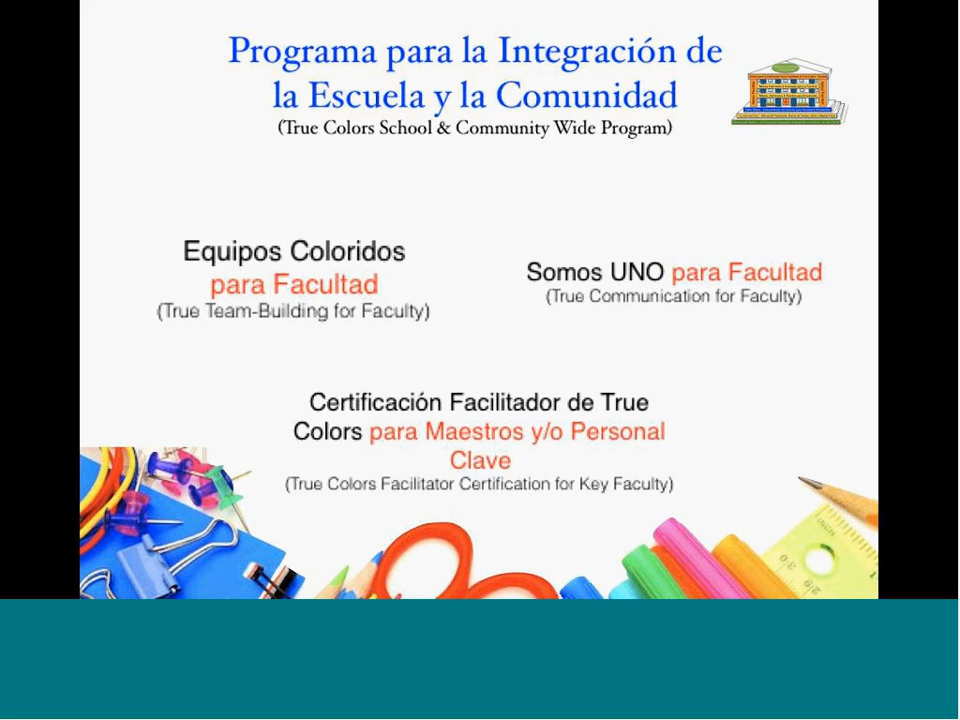 Programa para la Integración de
la Escuela y la Comunidad
(True Colors School & Community Wide Program)
Equipos Coloridos
para Facultad
(True Team-Building for Faculty)
Somos UNO para Facultad
(True Communication for Faculty)
Certificación Facilitador de True
Colors para Maestros y/o Personal
Clave
(True Colors Facilitator Certification for Key Faculty)